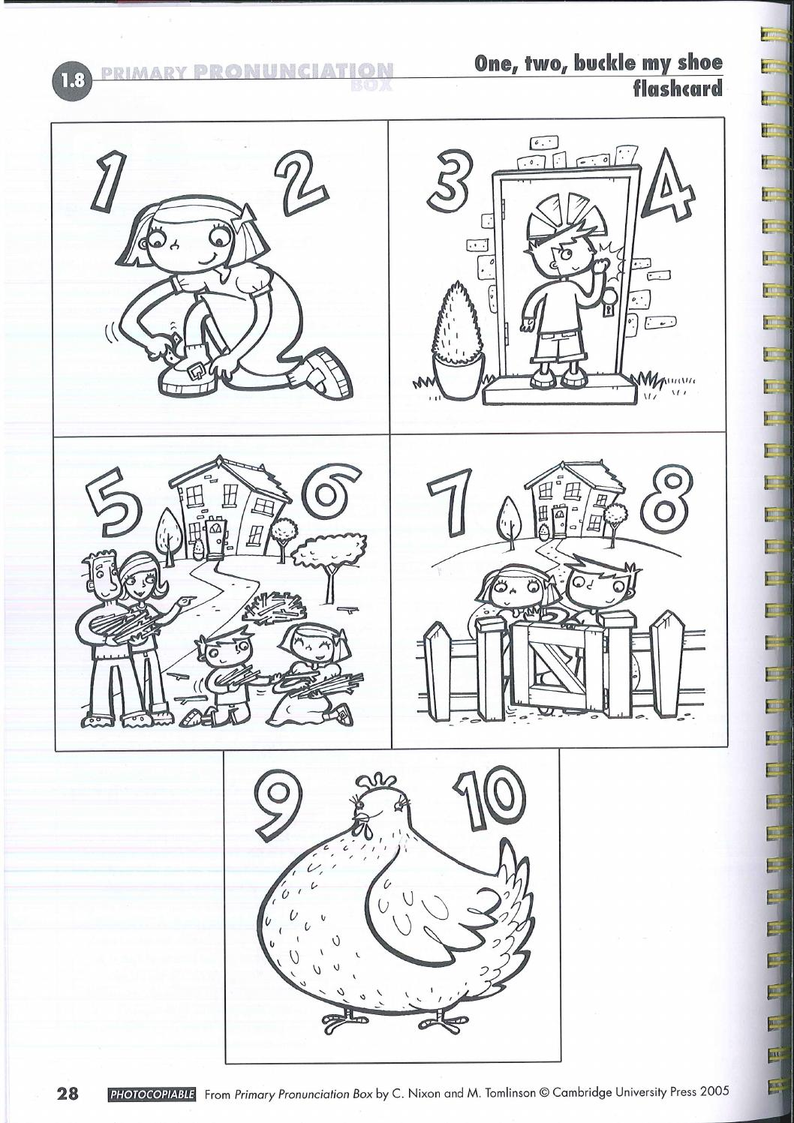 1.8
PRIMARY PRONUNCIATION
BOX
One, two, buckle my shoe
flashcard
1 2
3 4
5 6
7 8
9 10
28 PHOTOCOPIABLE From Primary Pronunciation Box by C. Nixon and M. Tomlinson © Cambridge University Press 2005